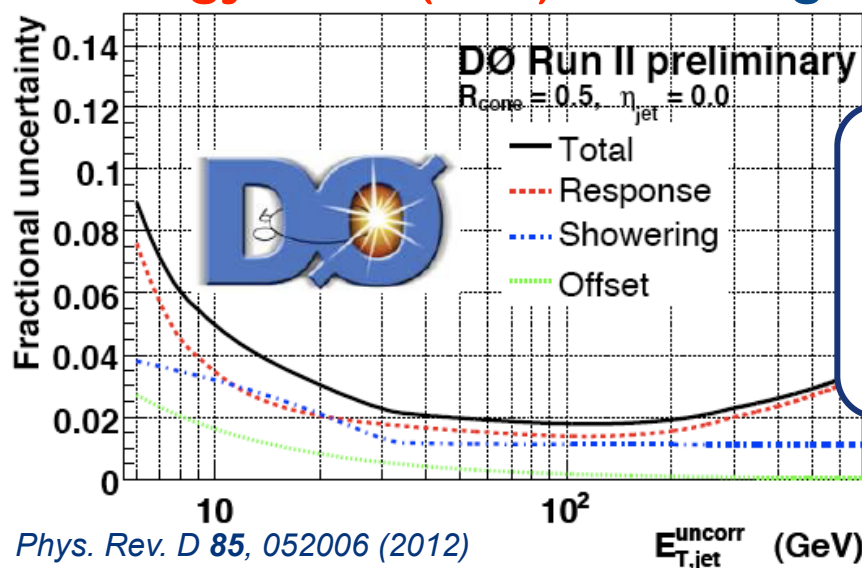 0.14
0.12
0.1
0.08
0.06
0.04
0.02
0
Fractional uncertainty
DØ Run II preliminary
R_cone = 0.5, η_jet = 0.0
Total
Response
Showering
Offset
DØ
10
10²
E_T,jet^uncorr (GeV)
Phys. Rev. D 85, 052006 (2012)